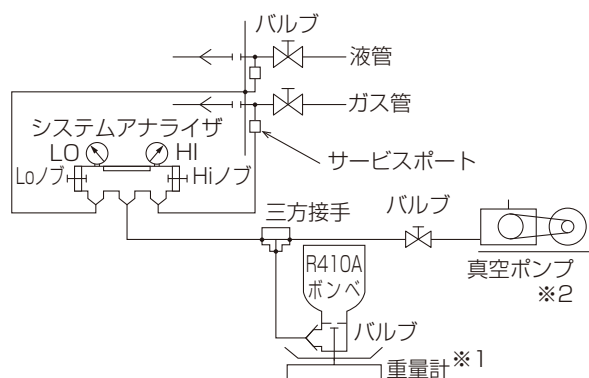 バルブ
液管
ガス管
システムアナライザ
LO
HI
Loノブ
Hiノブ
サービスポート
三方接手
バルブ
R410A
ボンベ
真空ポンプ
※2
バルブ
重量計※1